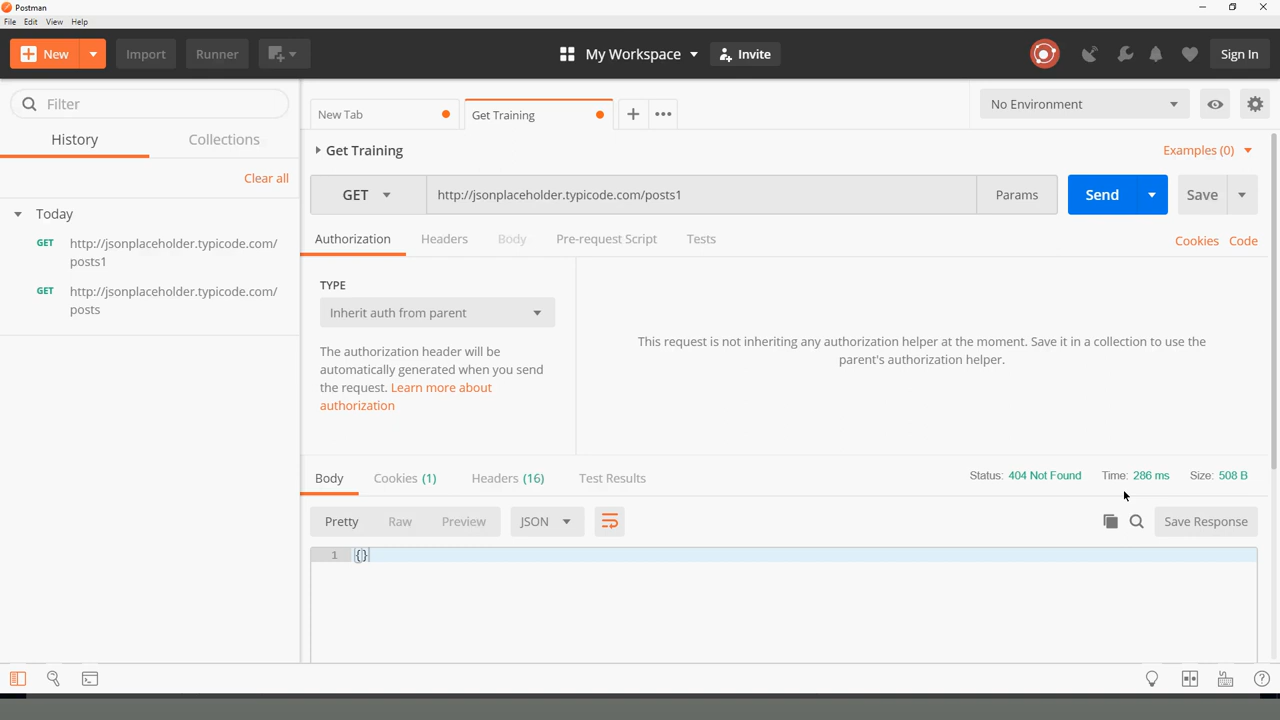 Postman
File Edit View Help
New Import Runner My Workspace Invite Sign In
Filter
History Collections
Clear all
Today
GET http://jsonplaceholder.typicode.com/
posts1
GET http://jsonplaceholder.typicode.com/
posts
New Tab Get Training No Environment
Get Training Examples (0)
GET http://jsonplaceholder.typicode.com/posts1 Params Send Save
Authorization Headers Body Pre-request Script Tests Cookies Code
TYPE
Inherit auth from parent
The authorization header will be
automatically generated when you send
the request. Learn more about
authorization
This request is not inheriting any authorization helper at the moment. Save it in a collection to use the
parent's authorization helper.
Body Cookies (1) Headers (16) Test Results Status: 404 Not Found Time: 286 ms Size: 508 B
Pretty Raw Preview JSON Save Response
1 {}